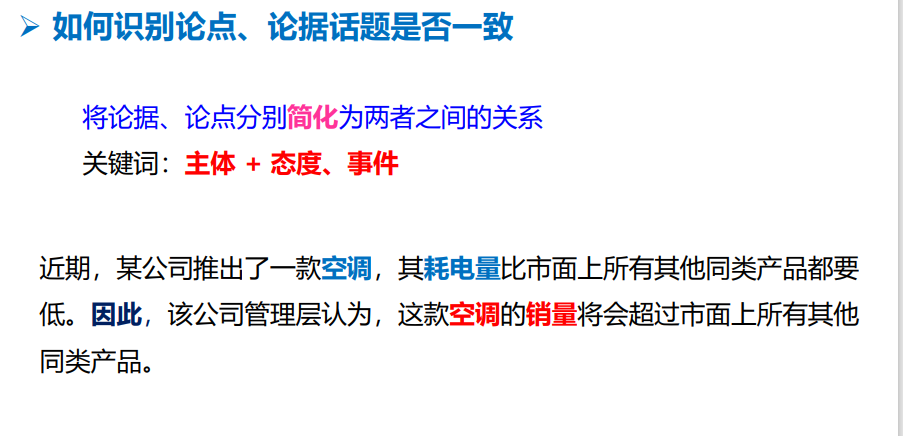 ➢ 如何识别论点、论据话题是否一致
将论据、论点分别简化为两者之间的关系
关键词：主体 + 态度、事件
近期，某公司推出了一款空调，其耗电量比市面上所有其他同类产品都要
低。因此，该公司管理层认为，这款空调的销量将会超过市面上所有其他
同类产品。